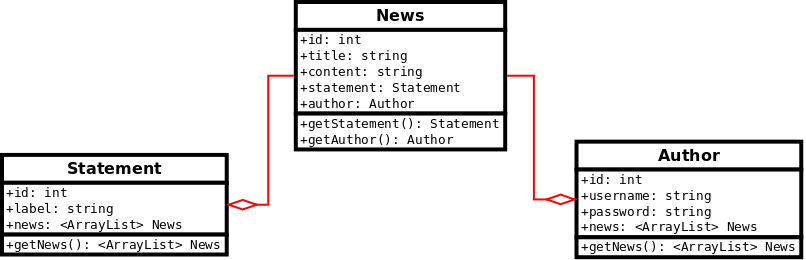 News
+id: int
+title: string
+content: string
+statement: Statement
+author: Author
+getStatement(): Statement
+getAuthor(): Author
Statement
+id: int
+label: string
+news: <ArrayList> News
+getNews(): <ArrayList> News
Author
+id: int
+username: string
+password: string
+news: <ArrayList> News
+getNews(): <ArrayList> News